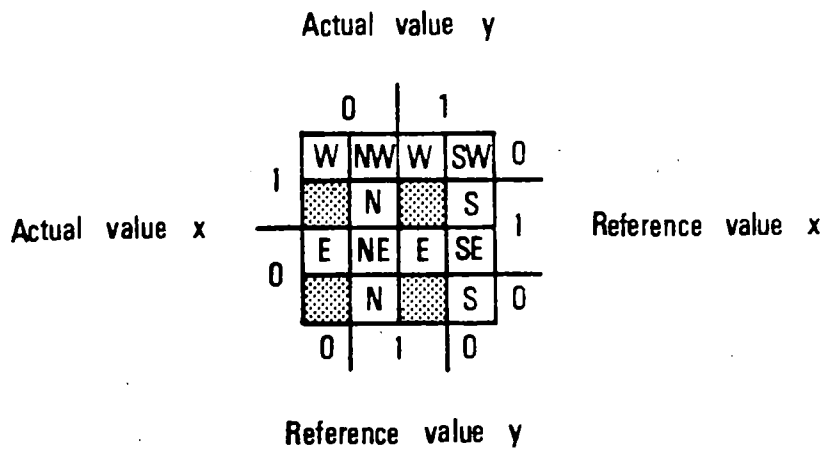 Actual value y
0 1
W NW W SW 0
1
N S
Actual value x 1 Reference value x
E NE E SE
0
N S 0
0 1 0
Reference value y